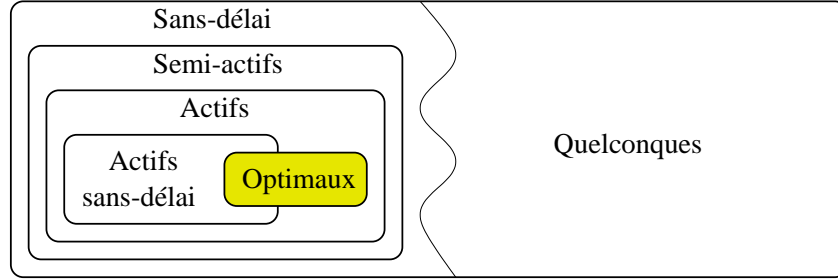 Sans-délai
Semi-actifs
Actifs
Actifs
sans-délai
Optimaux
Quelconques